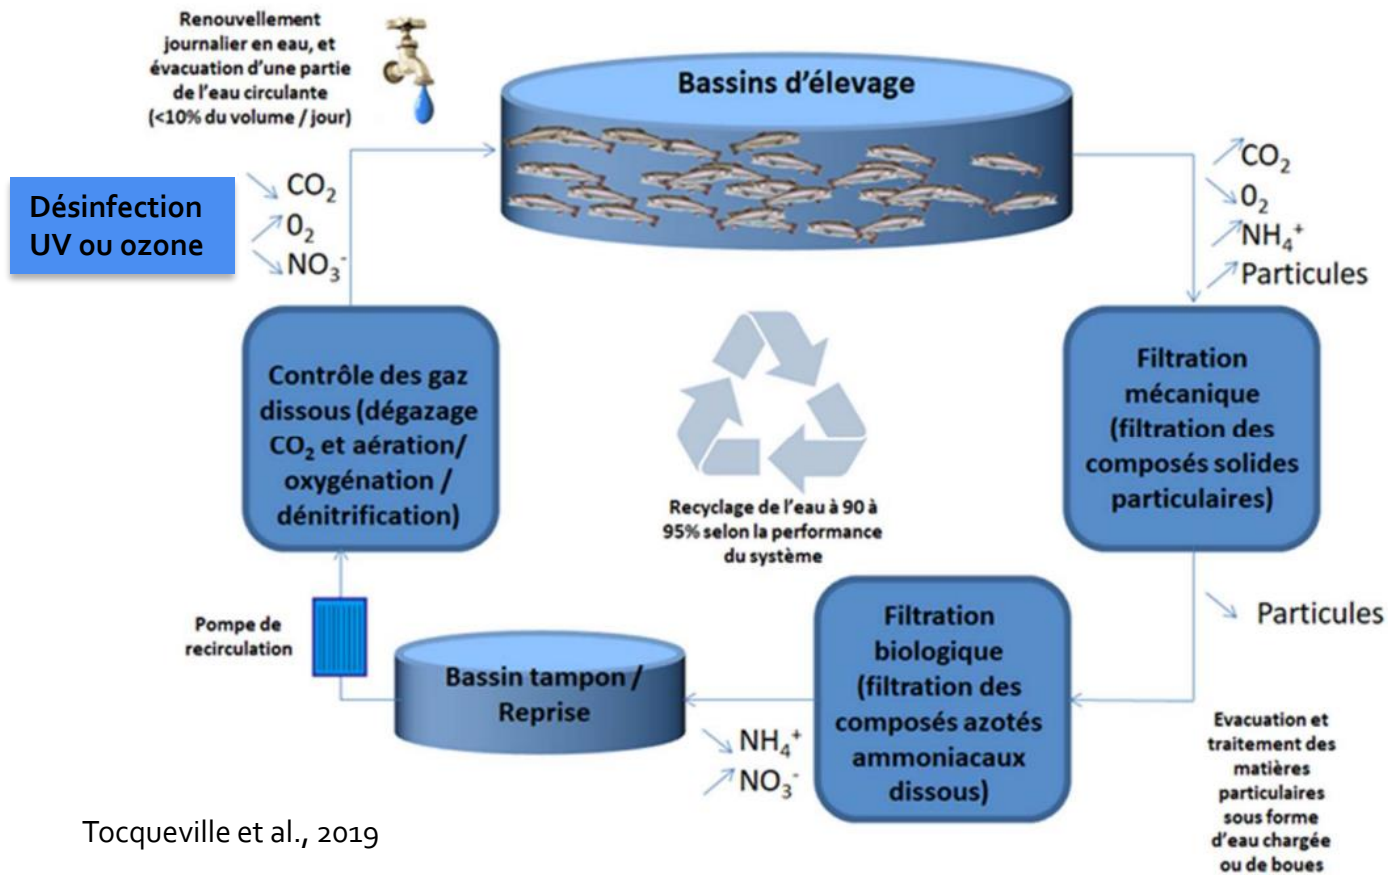 Renouvellement
journalier en eau, et
évacuation d'une partie
de l'eau circulante
(<10% du volume / jour)
Bassins d'élevage
Désinfection
UV ou ozone
CO₂
0₂
NO₃⁻
CO₂
0₂
NH₄⁺
Particules
Contrôle des gaz
dissous (dégazage
CO₂ et aération/
oxygénation /
dénitrification)
Recyclage de l'eau à 90 à
95% selon la performance
du système
Filtration
mécanique
(filtration des
composés solides
particulaires)
Particules
Pompe de
recirculation
Bassin tampon /
Reprise
NH₄⁺
NO₃⁻
Filtration
biologique
(filtration des
composés azotés
ammoniacaux
dissous)
Evacuation et
traitement des
matières
particulaires
sous forme
d'eau chargée
ou de boues
Tocqueville et al., 2019